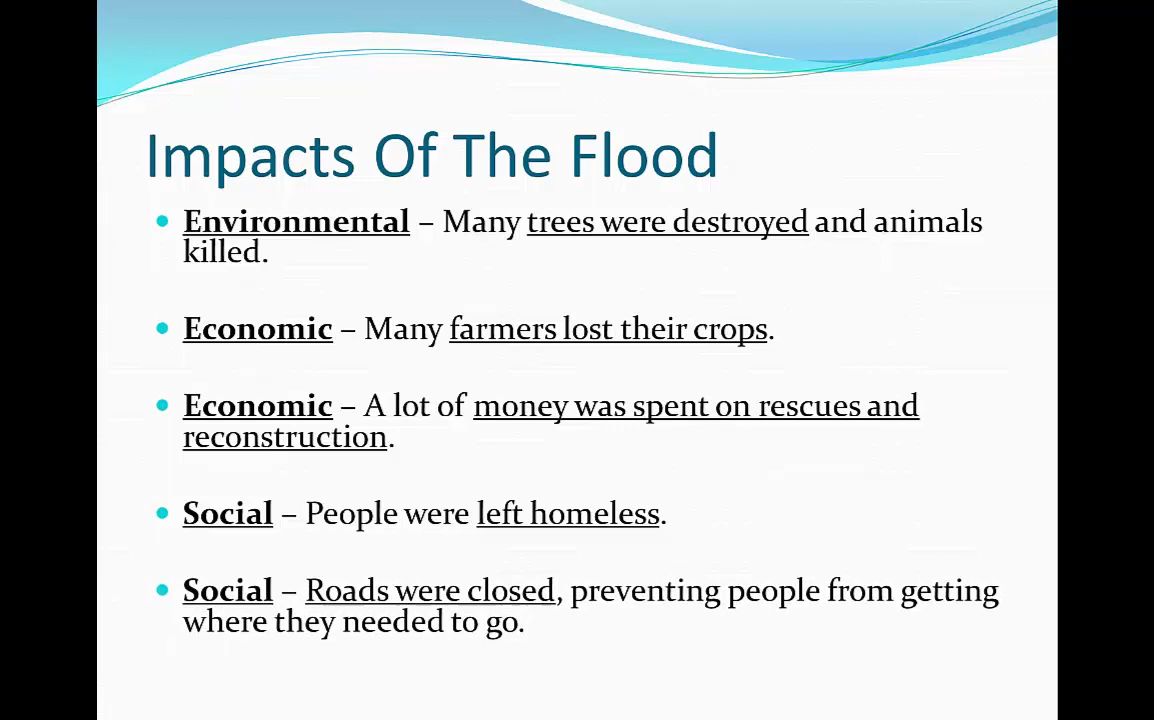 Impacts Of The Flood
• Environmental – Many trees were destroyed and animals
killed.
• Economic – Many farmers lost their crops.
• Economic – A lot of money was spent on rescues and
reconstruction.
• Social – People were left homeless.
• Social – Roads were closed, preventing people from getting
where they needed to go.